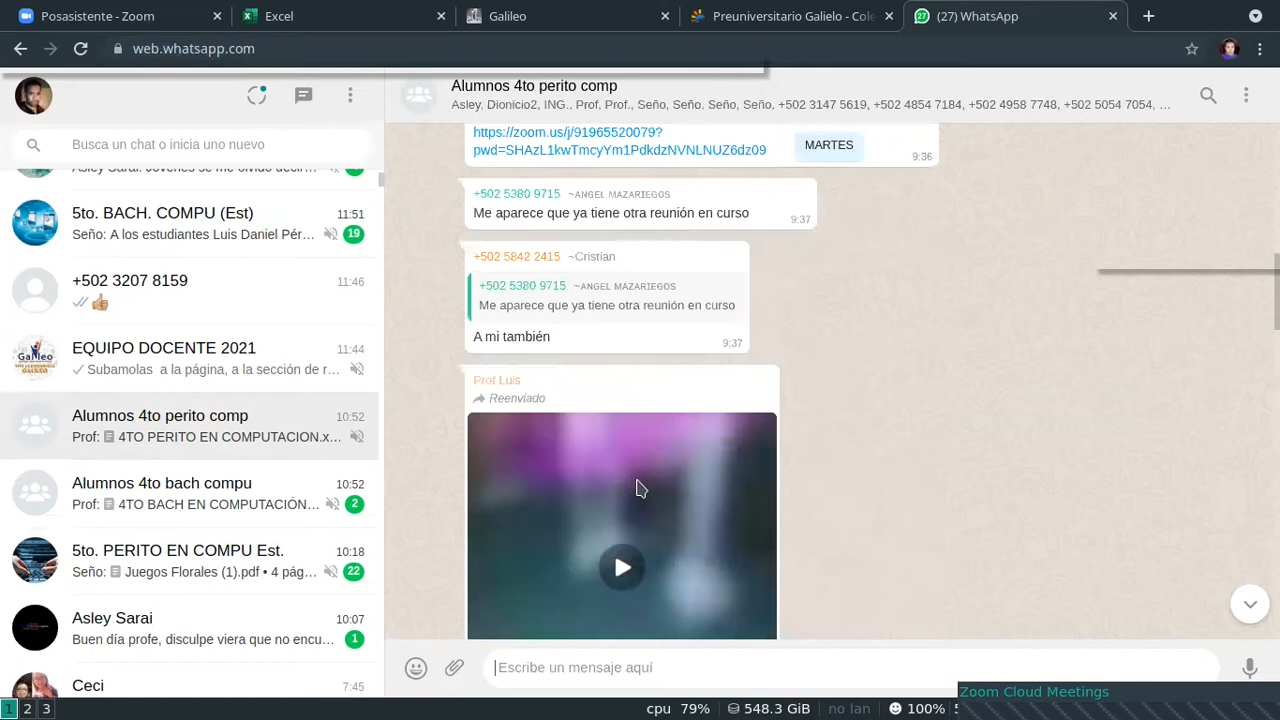 Posasistente - Zoom
Excel
Galileo
Preuniversitario Galielo - Cole
(27) WhatsApp
web.whatsapp.com
Busca un chat o inicia uno nuevo
Asley Sarai: Jóvenes se me olvido decir...
5to. BACH. COMPU (Est) 11:51
Seño: A los estudiantes Luis Daniel Pér... 19
+502 3207 8159 11:46
EQUIPO DOCENTE 2021 11:44
Subamolas a la página, a la sección de r...
Alumnos 4to perito comp 10:52
Prof: 4TO PERITO EN COMPUTACION.x...
Alumnos 4to bach compu 10:52
Prof: 4TO BACH EN COMPUTACIÓN... 2
5to. PERITO EN COMPU Est. 10:18
Seño: Juegos Florales (1).pdf • 4 pág... 22
Asley Sarai 10:07
Buen día profe, disculpe viera que no encu... 1
Ceci 7:45
Alumnos 4to perito comp
Asley, Dionicio2, ING., Prof, Prof., Seño, Seño, Seño, Seño, +502 3147 5619, +502 4854 7184, +502 4958 7748, +502 5054 7054, ...
https://zoom.us/j/91965520079?
pwd=SHAzL1kwTmcyYm1PdkdzNVNLNUZ6dz09 MARTES
9:36
+502 5380 9715 ~ANGEL MAZARIEGOS
Me aparece que ya tiene otra reunión en curso 9:37
+502 5842 2415 ~Cristian
+502 5380 9715 ~ANGEL MAZARIEGOS
Me aparece que ya tiene otra reunión en curso
A mi también 9:37
Prof Luis
Reenviado
Escribe un mensaje aquí
Zoom Cloud Meetings
1 2 3 cpu 79% 548.3 GiB no lan 100%